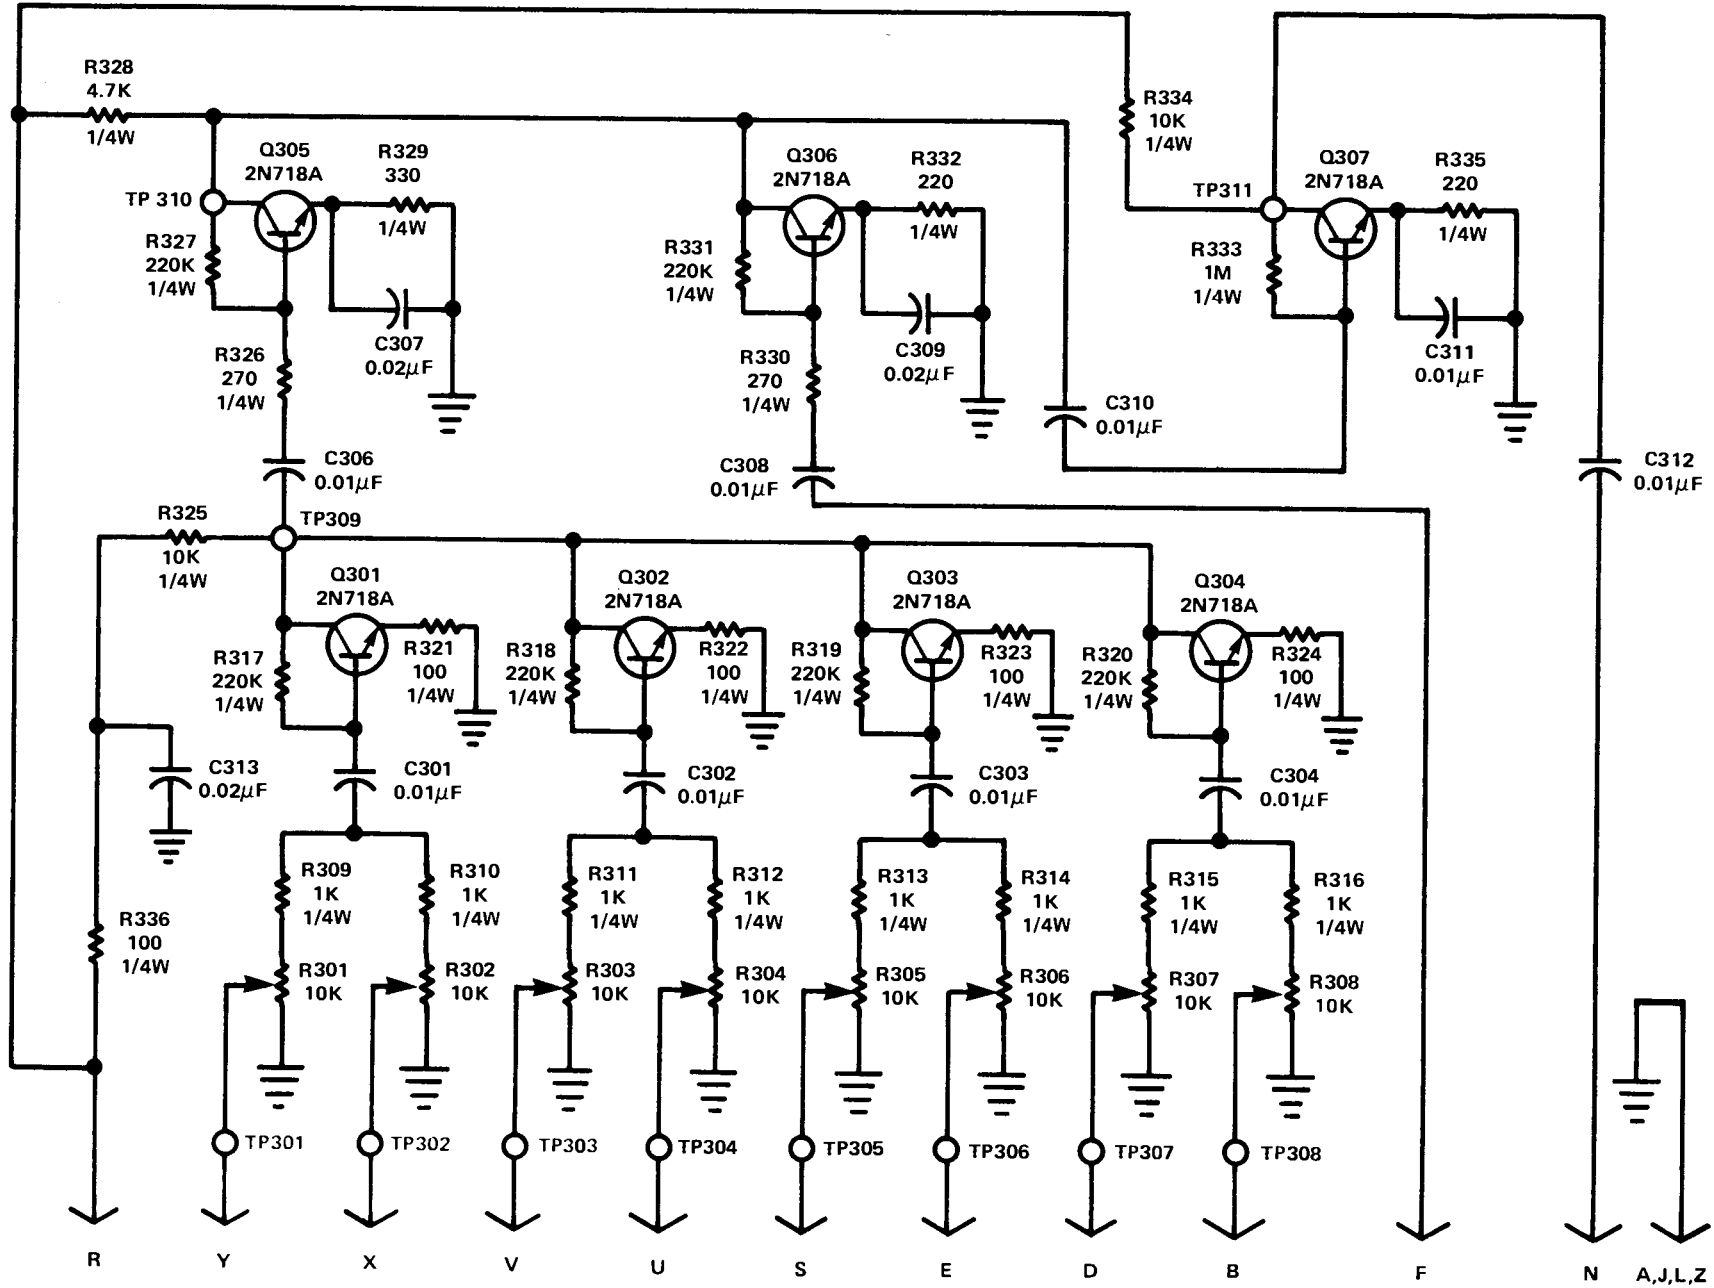 R328
4.7K
1/4W
R334
10K
1/4W
Q305
2N718A
R329
330
1/4W
TP 310
R327
220K
1/4W
C307
0.02µF
R326
270
1/4W
C306
0.01µF
Q306
2N718A
R332
220
1/4W
R331
220K
1/4W
C309
0.02µF
R330
270
1/4W
C308
0.01µF
C310
0.01µF
TP311
Q307
2N718A
R335
220
1/4W
R333
1M
1/4W
C311
0.01µF
C312
0.01µF
R325
10K
1/4W
TP309
Q301
2N718A
R317
220K
1/4W
R321
100
1/4W
Q302
2N718A
R318
220K
1/4W
R322
100
1/4W
Q303
2N718A
R319
220K
1/4W
R323
100
1/4W
Q304
2N718A
R320
220K
1/4W
R324
100
1/4W
C313
0.02µF
C301
0.01µF
C302
0.01µF
C303
0.01µF
C304
0.01µF
R309
1K
1/4W
R310
1K
1/4W
R311
1K
1/4W
R312
1K
1/4W
R313
1K
1/4W
R314
1K
1/4W
R315
1K
1/4W
R316
1K
1/4W
R336
100
1/4W
R301
10K
R302
10K
R303
10K
R304
10K
R305
10K
R306
10K
R307
10K
R308
10K
TP301
TP302
TP303
TP304
TP305
TP306
TP307
TP308
R
Y
X
V
U
S
E
D
B
F
N
A,J,L,Z